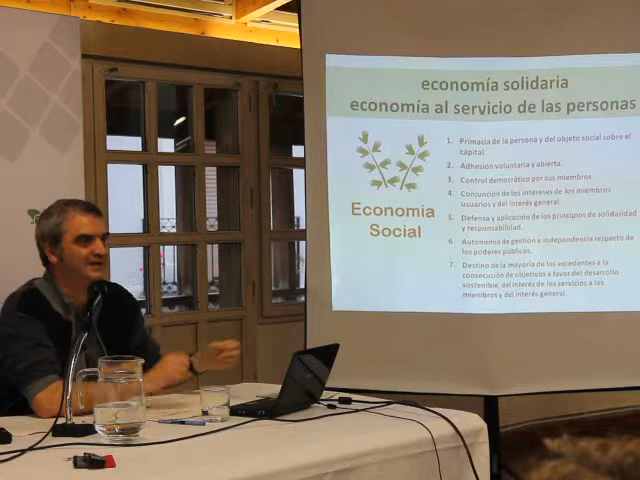 economía solidaria
economía al servicio de las personas
Economía
Social
1. Primacia de la persona y del objeto social sobre el
capital.
2. Adhesión voluntaria y abierta.
3. Control democrático por sus miembros
4. Conjunción de los intereses de los miembros
usuarios y del interés general.
5. Defensa y aplicación de los principios de solidaridad
y responsabilidad.
6. Autonomía de gestión e independencia respecto de
los poderes públicos.
7. Destino de la mayoría de los excedentes a la
consecución de objetivos a favor del desarrollo
sostenible, del interés de los servicios a los
miembros y del interés general.